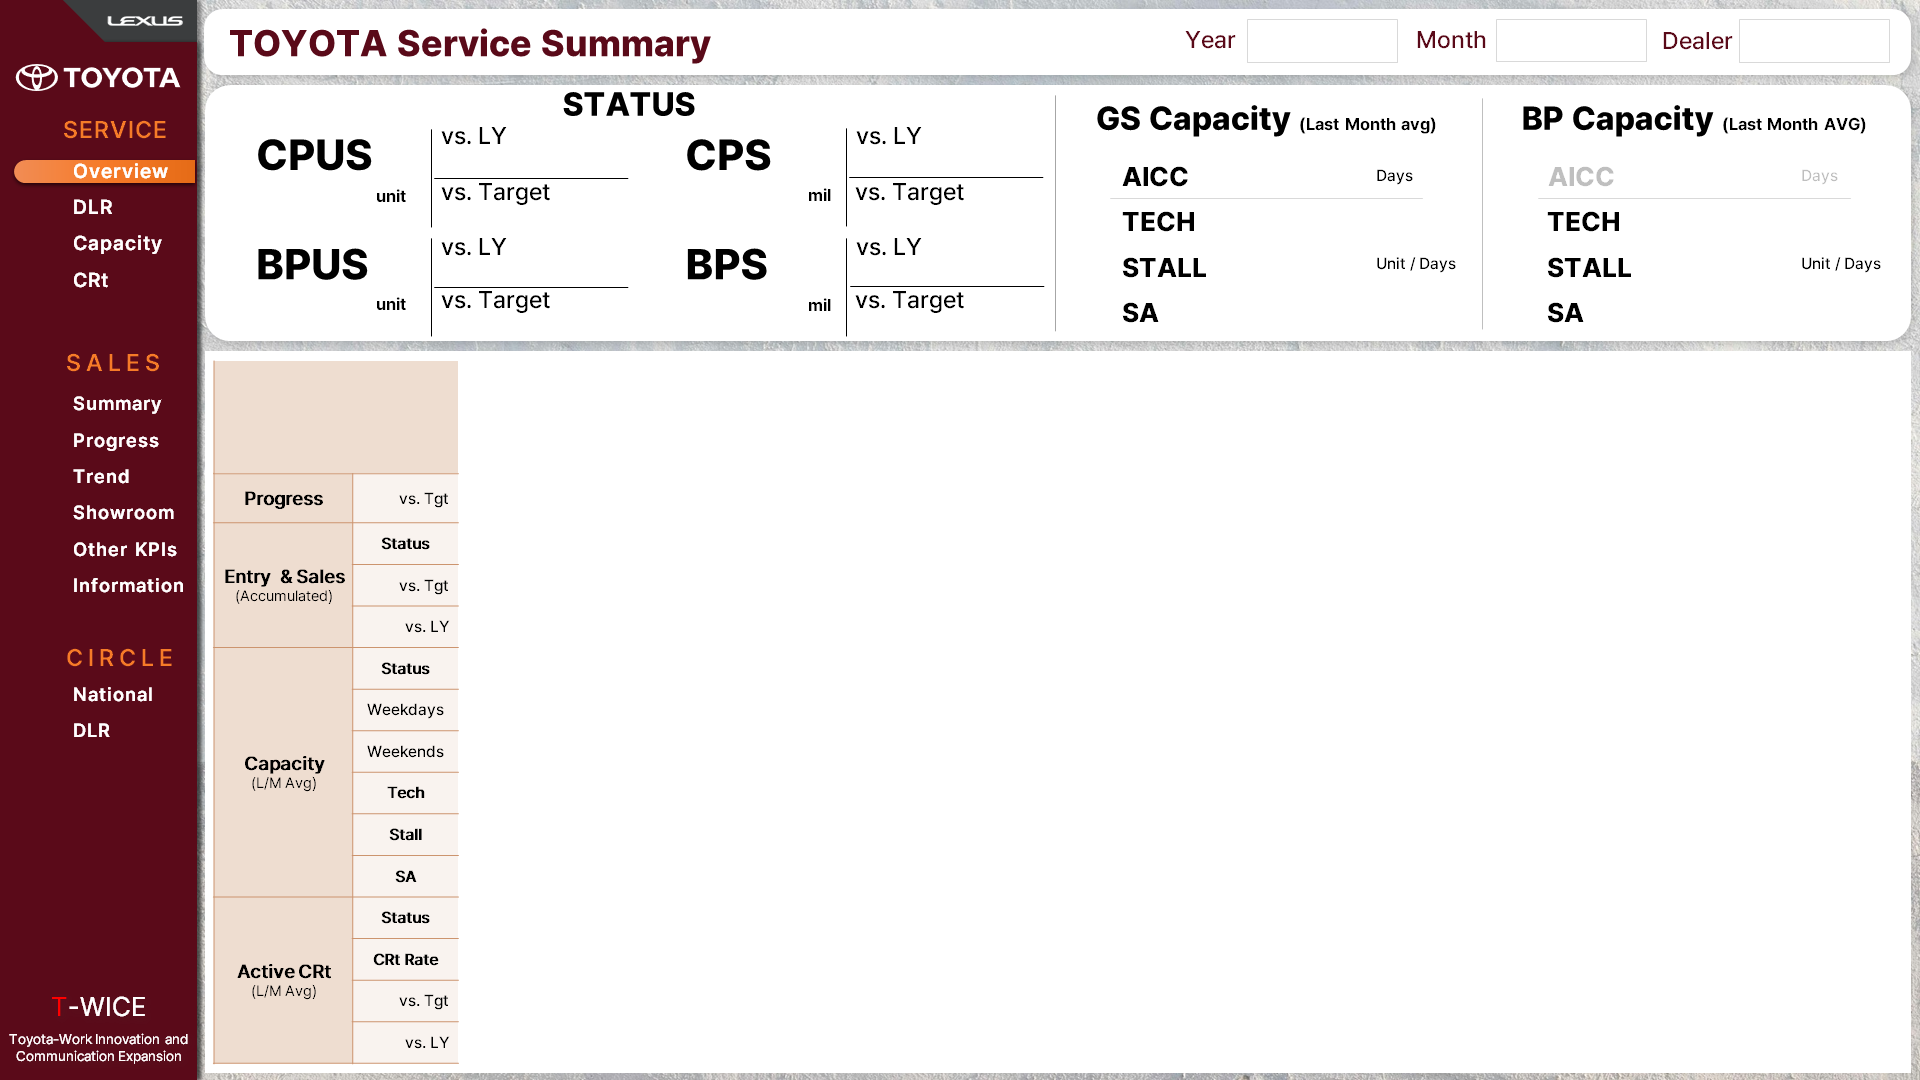 LEXUS
TOYOTA
SERVICE
Overview
DLR
Capacity
CRt
SALES
Summary
Progress
Trend
Showroom
Other KPIs
Information
CIRCLE
National
DLR
T-WICE
Toyota-Work Innovation and
Communication Expansion
TOYOTA Service Summary
Year
Month
Dealer
STATUS
CPUS
unit
vs. LY
vs. Target
CPS
mil
vs. LY
vs. Target
BPUS
unit
vs. LY
vs. Target
BPS
mil
vs. LY
vs. Target
GS Capacity (Last Month avg)
AICC Days
TECH
STALL Unit / Days
SA
BP Capacity (Last Month AVG)
AICC Days
TECH
STALL Unit / Days
SA
Progress vs. Tgt
Entry & Sales
(Accumulated)
Status
vs. Tgt
vs. LY
Capacity
(L/M Avg)
Status
Weekdays
Weekends
Tech
Stall
SA
Active CRt
(L/M Avg)
Status
CRt Rate
vs. Tgt
vs. LY